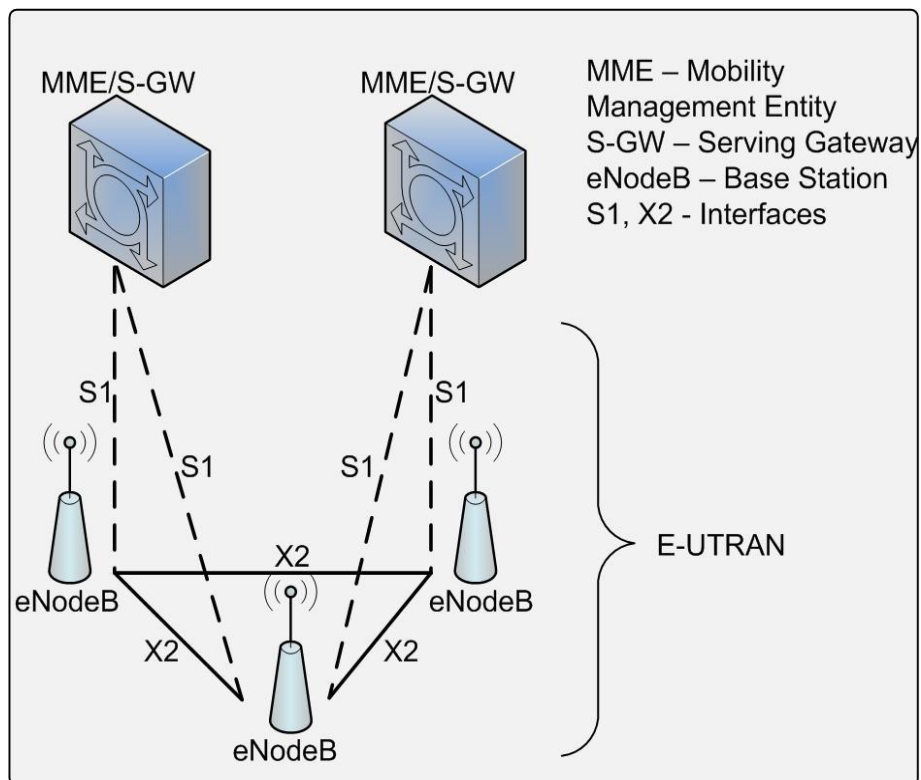 MME/S-GW
MME/S-GW
MME – Mobility
Management Entity
S-GW – Serving Gateway
eNodeB – Base Station
S1, X2 - Interfaces
S1
S1
S1
S1
E-UTRAN
X2
eNodeB
eNodeB
X2
X2
eNodeB